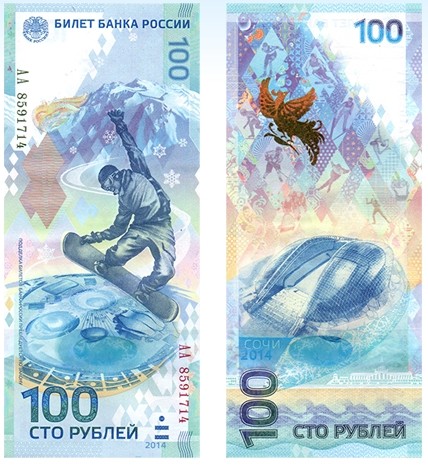 БИЛЕТ БАНКА РОССИИ
100
АА 8591714
АА 8591714
100
СТО РУБЛЕЙ
2014
100
СОЧИ
2014
100
СТО РУБЛЕЙ